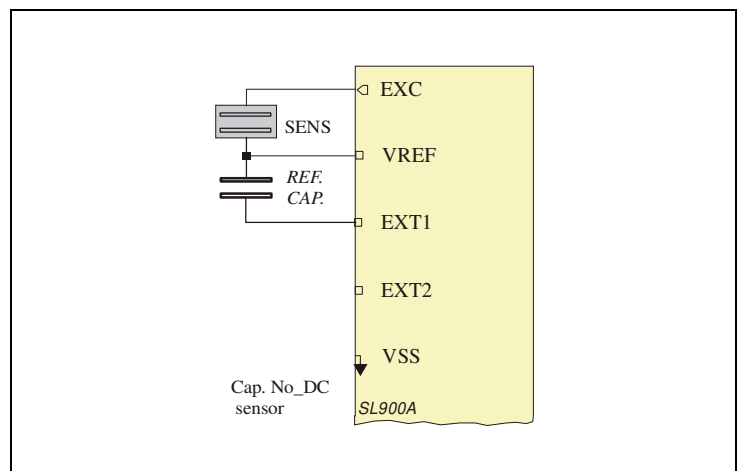 EXC
SENS
VREF
REF.
CAP.
EXT1
EXT2
VSS
Cap. No_DC
sensor
SL900A